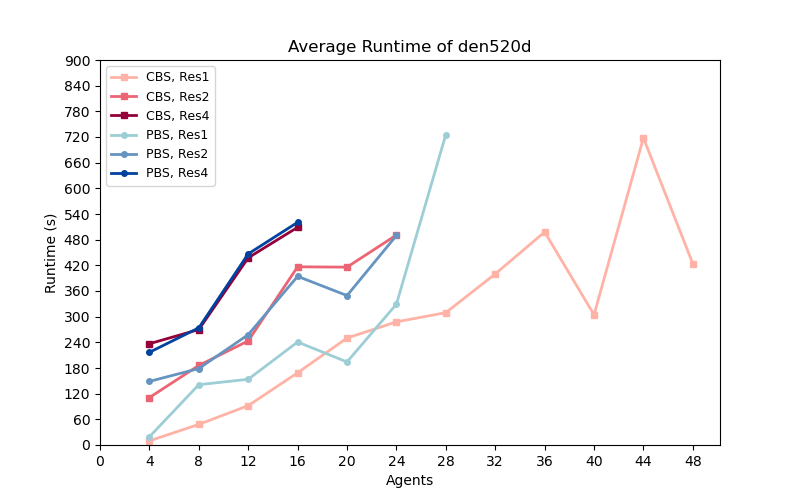 Average Runtime of den520d
900
840
780
720
660
600
540
480
420
360
300
240
180
120
60
0
Runtime (s)
CBS, Res1
CBS, Res2
CBS, Res4
PBS, Res1
PBS, Res2
PBS, Res4
0 4 8 12 16 20 24 28 32 36 40 44 48
Agents